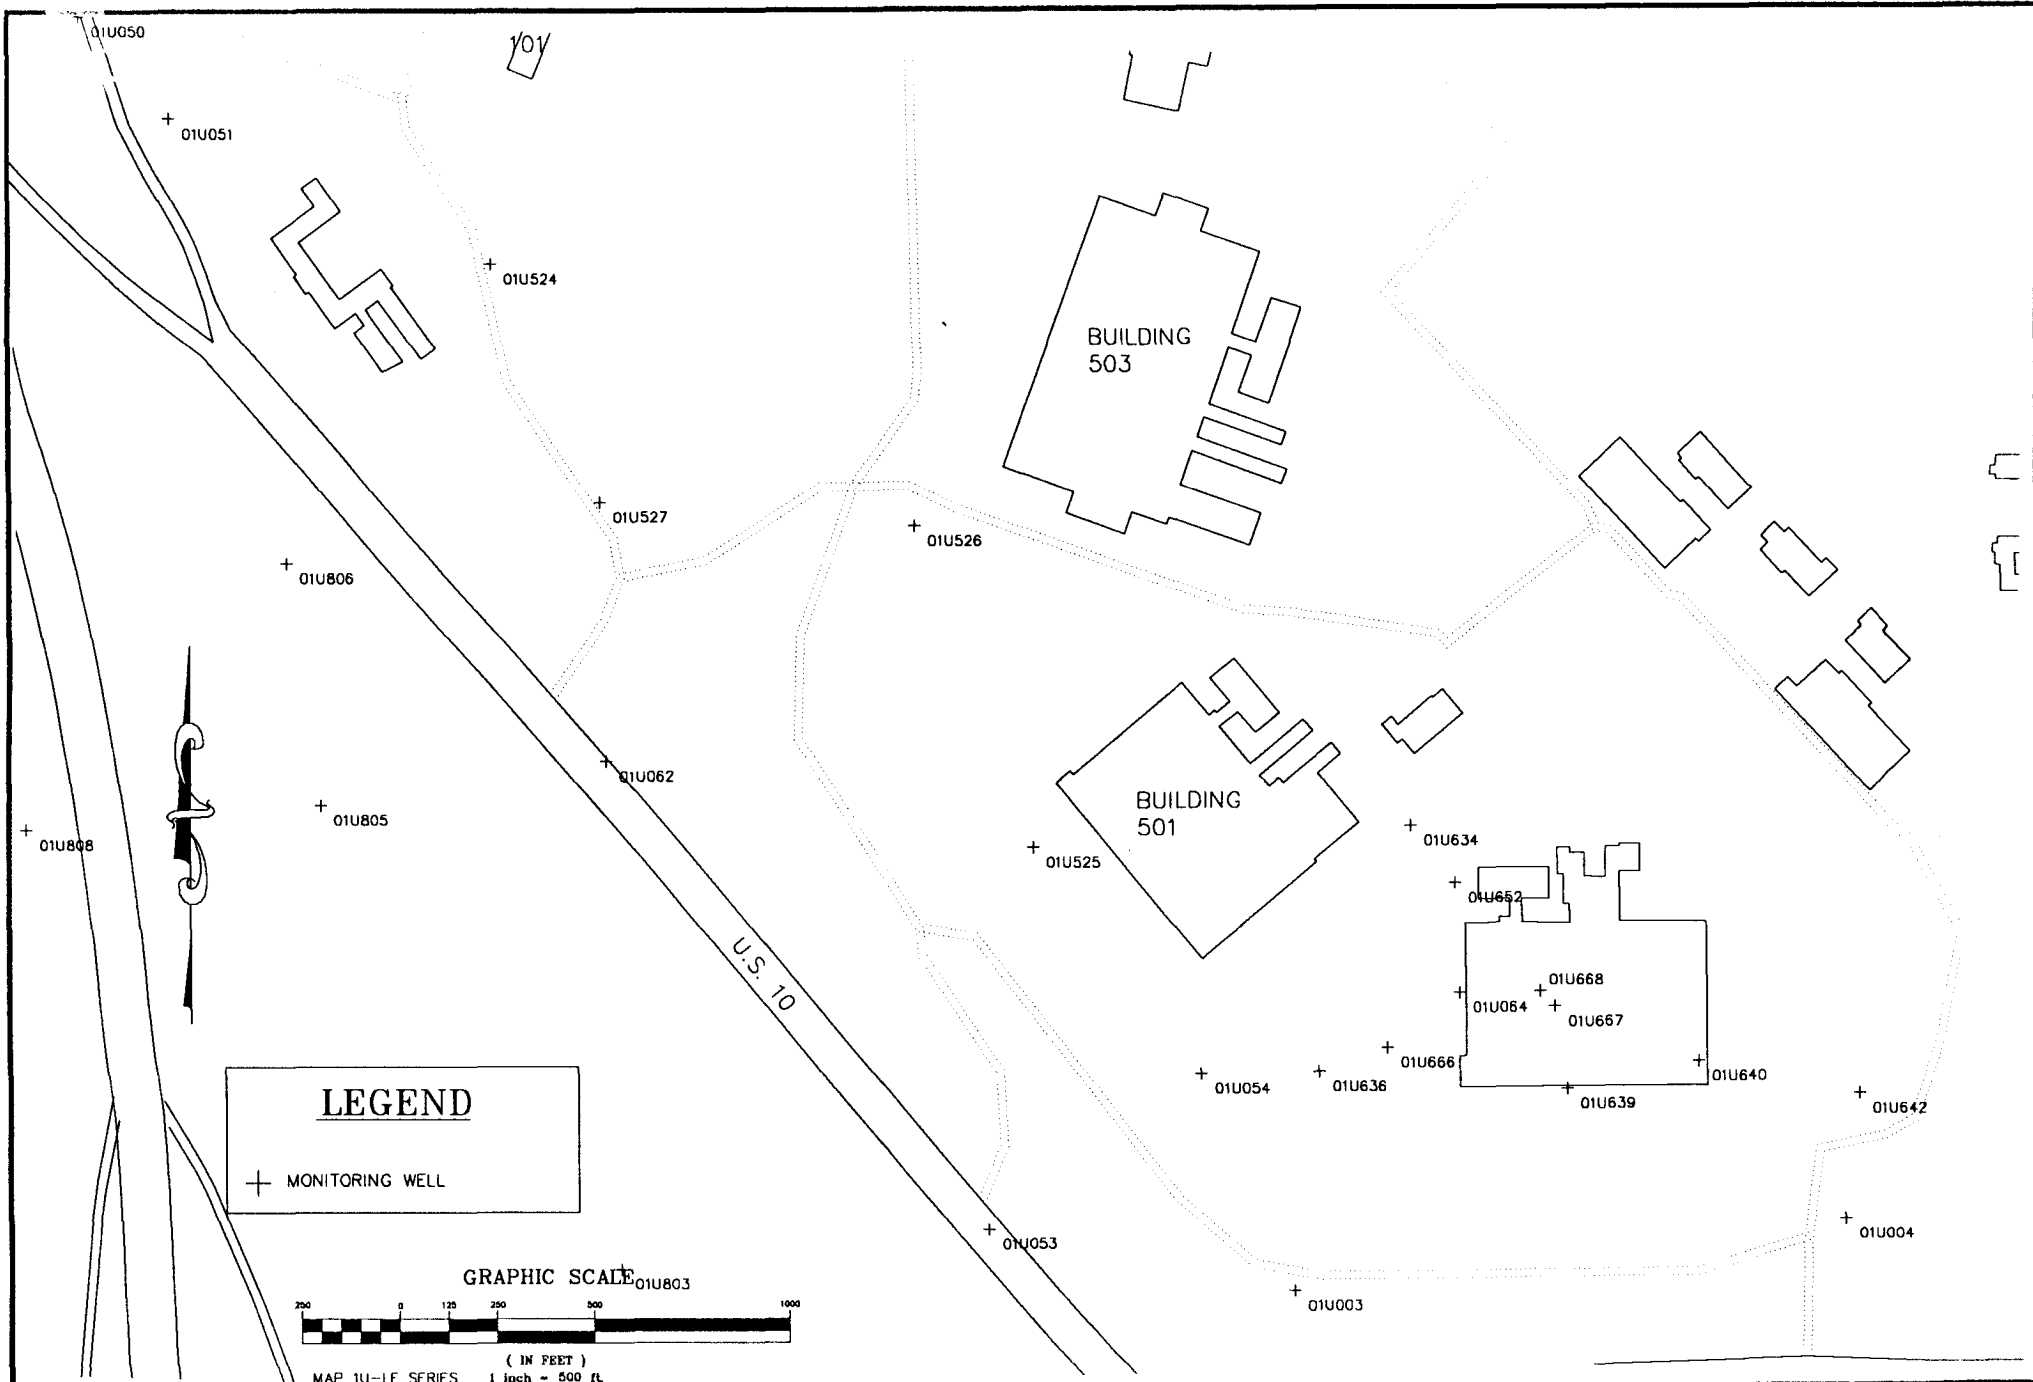 01U050
101
01U051
01U524
BUILDING
503
01U527
01U526
01U806
01U062
01U805
01U808
BUILDING
501
01U525
01U634
01U652
U.S. 10
01U668
01U064
01U667
01U666
01U054
01U636
01U640
01U639
01U642
LEGEND
MONITORING WELL
01U053
01U004
GRAPHIC SCALE
01U803
01U003
250 0 125 250 500 1000
( IN FEET )
MAP 1U-LF SERIES 1 inch = 500 ft.